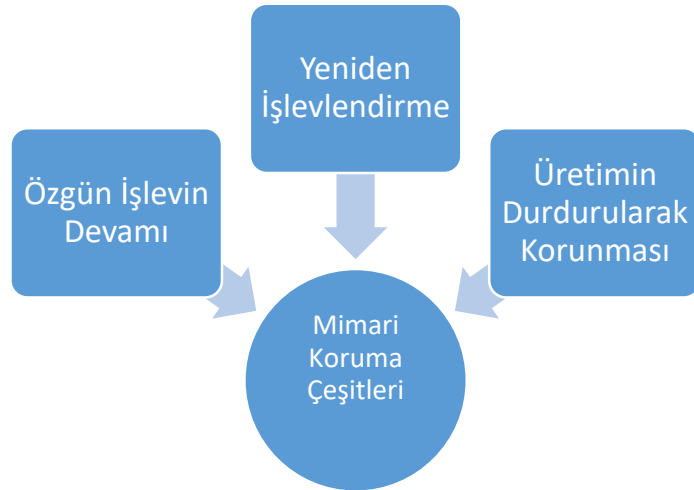 Yeniden
İşlevlendirme
Özgün İşlevin
Devamı
Üretimin
Durdurularak
Korunması
Mimari
Koruma
Çeşitleri